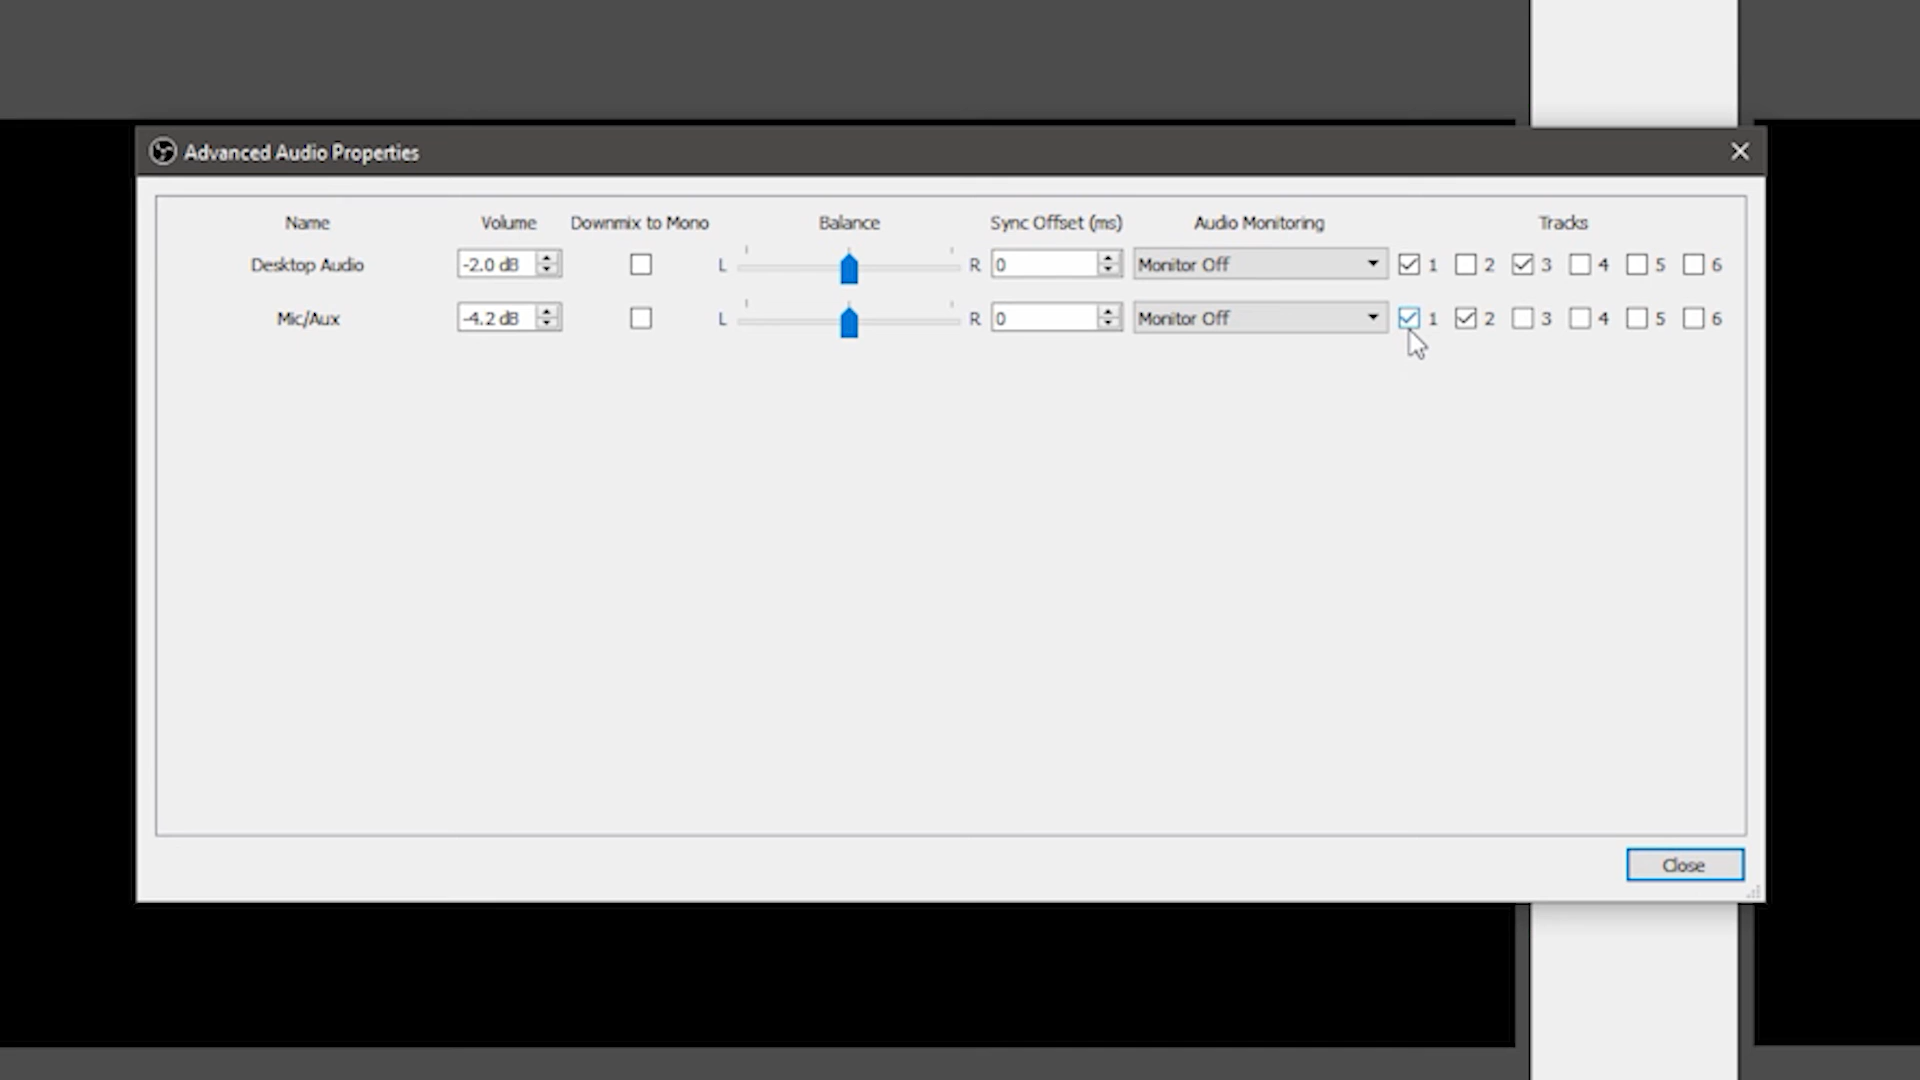 Advanced Audio Properties
Name Volume Downmix to Mono Balance Sync Offset (ms) Audio Monitoring Tracks
Desktop Audio -2.0 dB L R 0 Monitor Off 1 2 3 4 5 6
Mic/Aux -4.2 dB L R 0 Monitor Off 1 2 3 4 5 6
Close